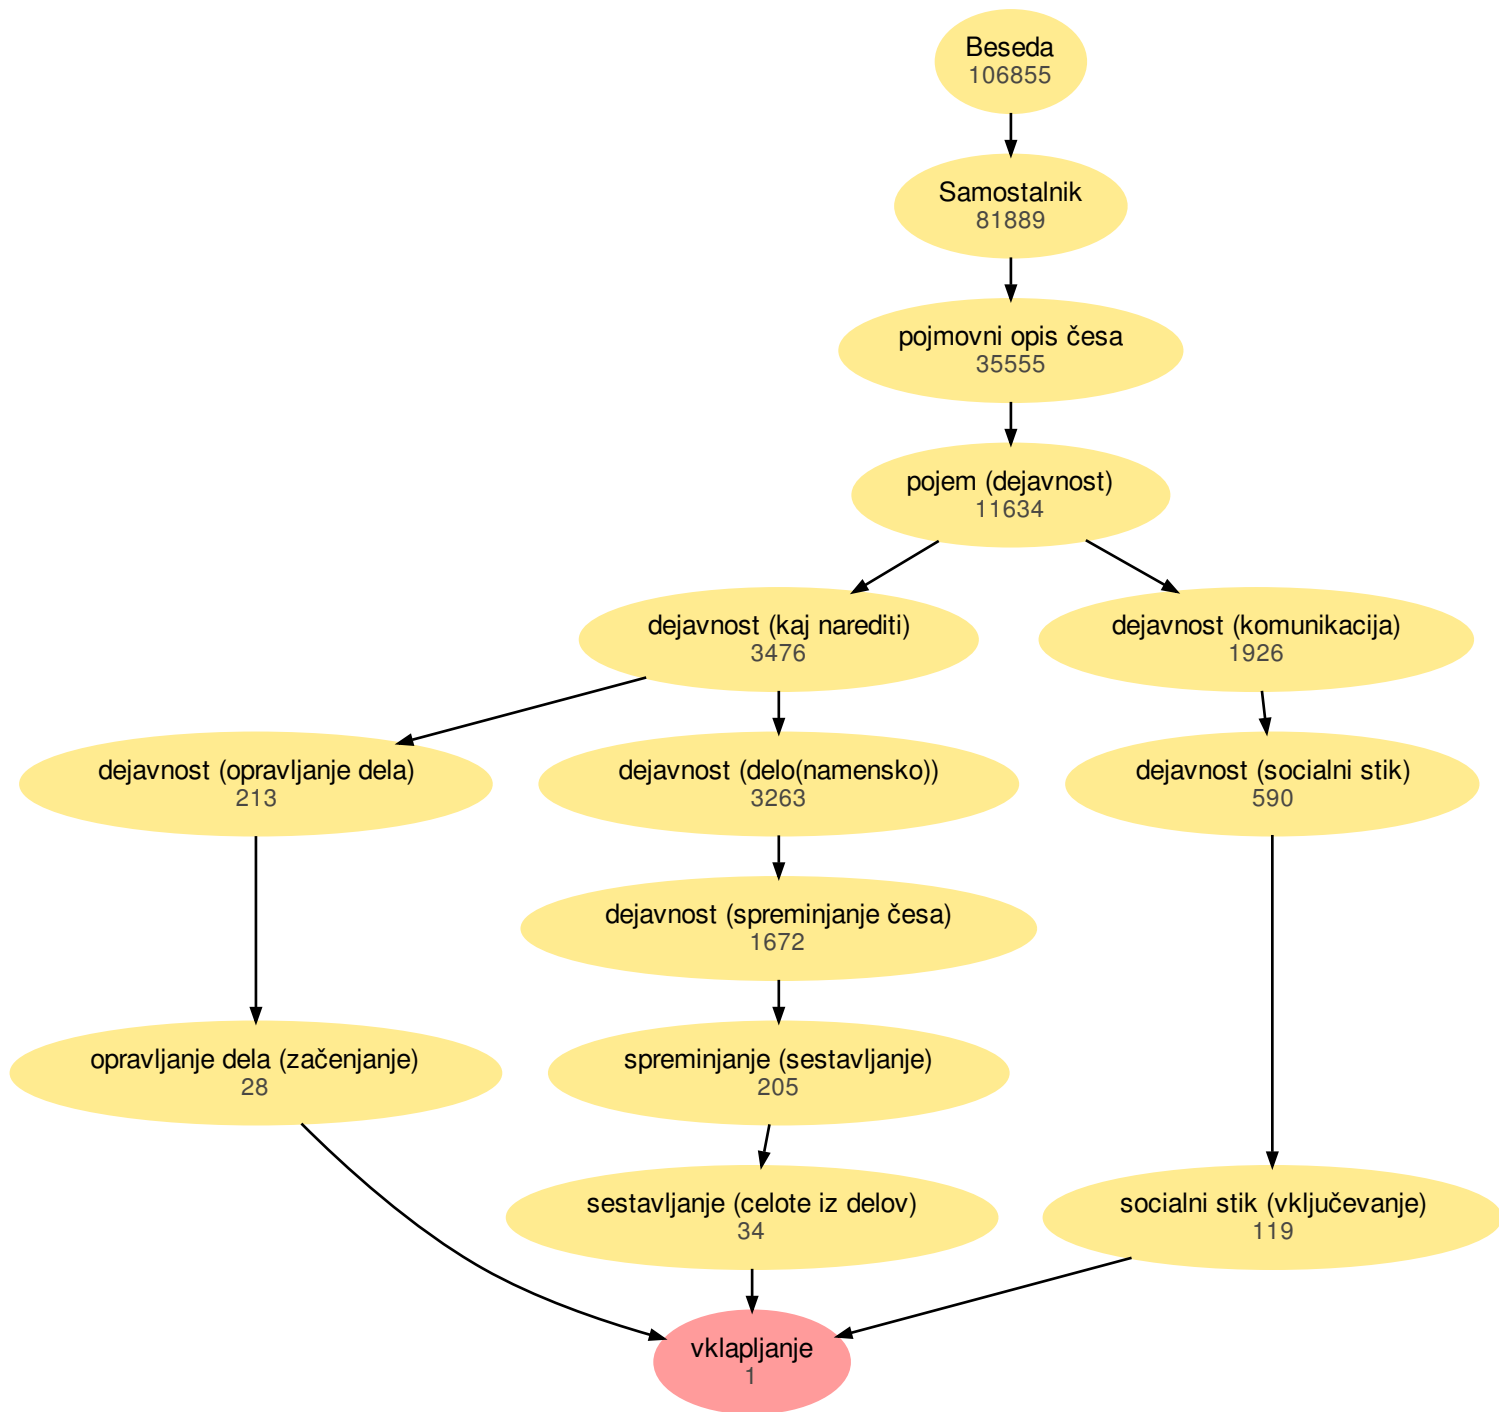 Beseda
106855
Samostalnik
81889
pojmovni opis česa
35555
pojem (dejavnost)
11634
dejavnost (kaj narediti)
3476
dejavnost (komunikacija)
1926
dejavnost (opravljanje dela)
213
dejavnost (delo(namensko))
3263
dejavnost (socialni stik)
590
dejavnost (spreminjanje česa)
1672
opravljanje dela (začenjanje)
28
spreminjanje (sestavljanje)
205
sestavljanje (celote iz delov)
34
socialni stik (vključevanje)
119
vklapljanje
1